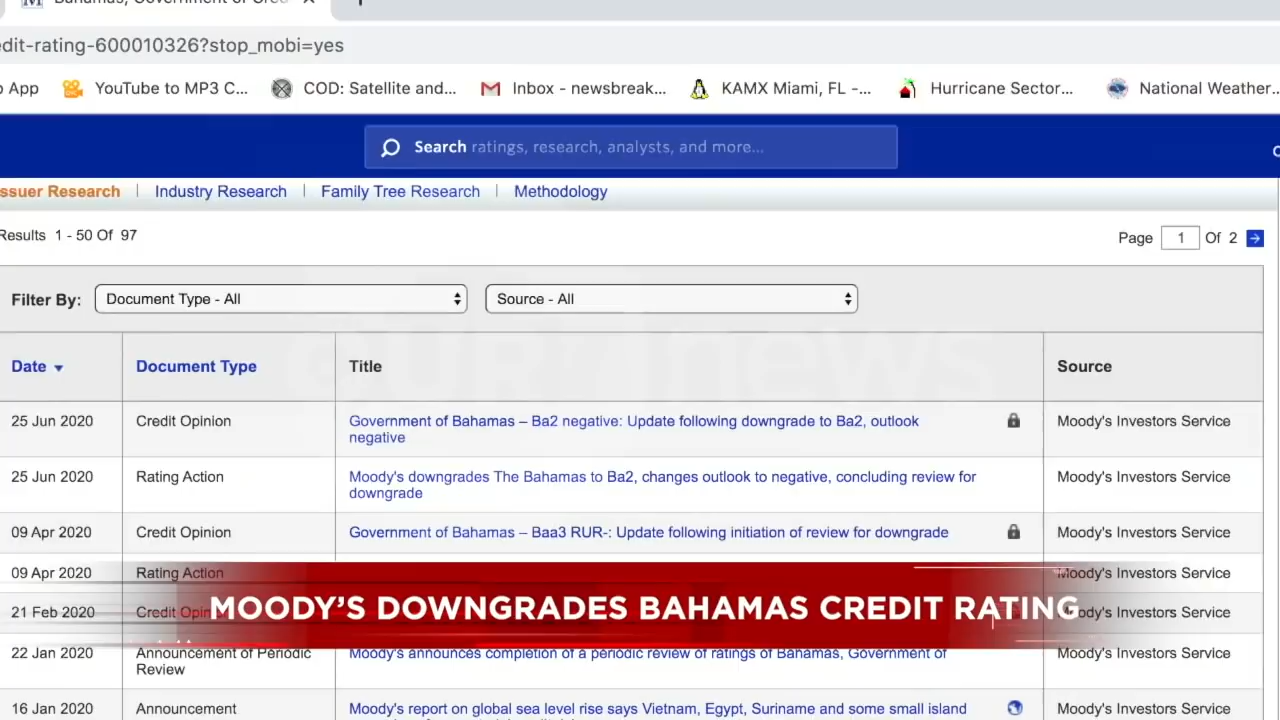 Bahamas, Government of Cred
edit-rating-600010326?stop_mobi=yes
App YouTube to MP3 C... COD: Satellite and... Inbox - newsbreak... KAMX Miami, FL -... Hurricane Sector... National Weather...
Search ratings, research, analysts, and more...
ssuer Research Industry Research Family Tree Research Methodology
Results 1 - 50 Of 97 Page 1 Of 2
Filter By: Document Type - All Source - All
Date Document Type Title Source
25 Jun 2020 Credit Opinion Government of Bahamas – Ba2 negative: Update following downgrade to Ba2, outlook negative Moody's Investors Service
25 Jun 2020 Rating Action Moody's downgrades The Bahamas to Ba2, changes outlook to negative, concluding review for downgrade Moody's Investors Service
09 Apr 2020 Credit Opinion Government of Bahamas – Baa3 RUR-: Update following initiation of review for downgrade Moody's Investors Service
09 Apr 2020 Rating Action Moody's Investors Service
21 Feb 2020 Credit Opinion Moody's Investors Service
MOODY'S DOWNGRADES BAHAMAS CREDIT RATING
22 Jan 2020 Announcement of Periodic Review Moody's announces completion of a periodic review of ratings of Bahamas, Government of Moody's Investors Service
16 Jan 2020 Announcement Moody's report on global sea level rise says Vietnam, Egypt, Suriname and some small island Moody's Investors Service